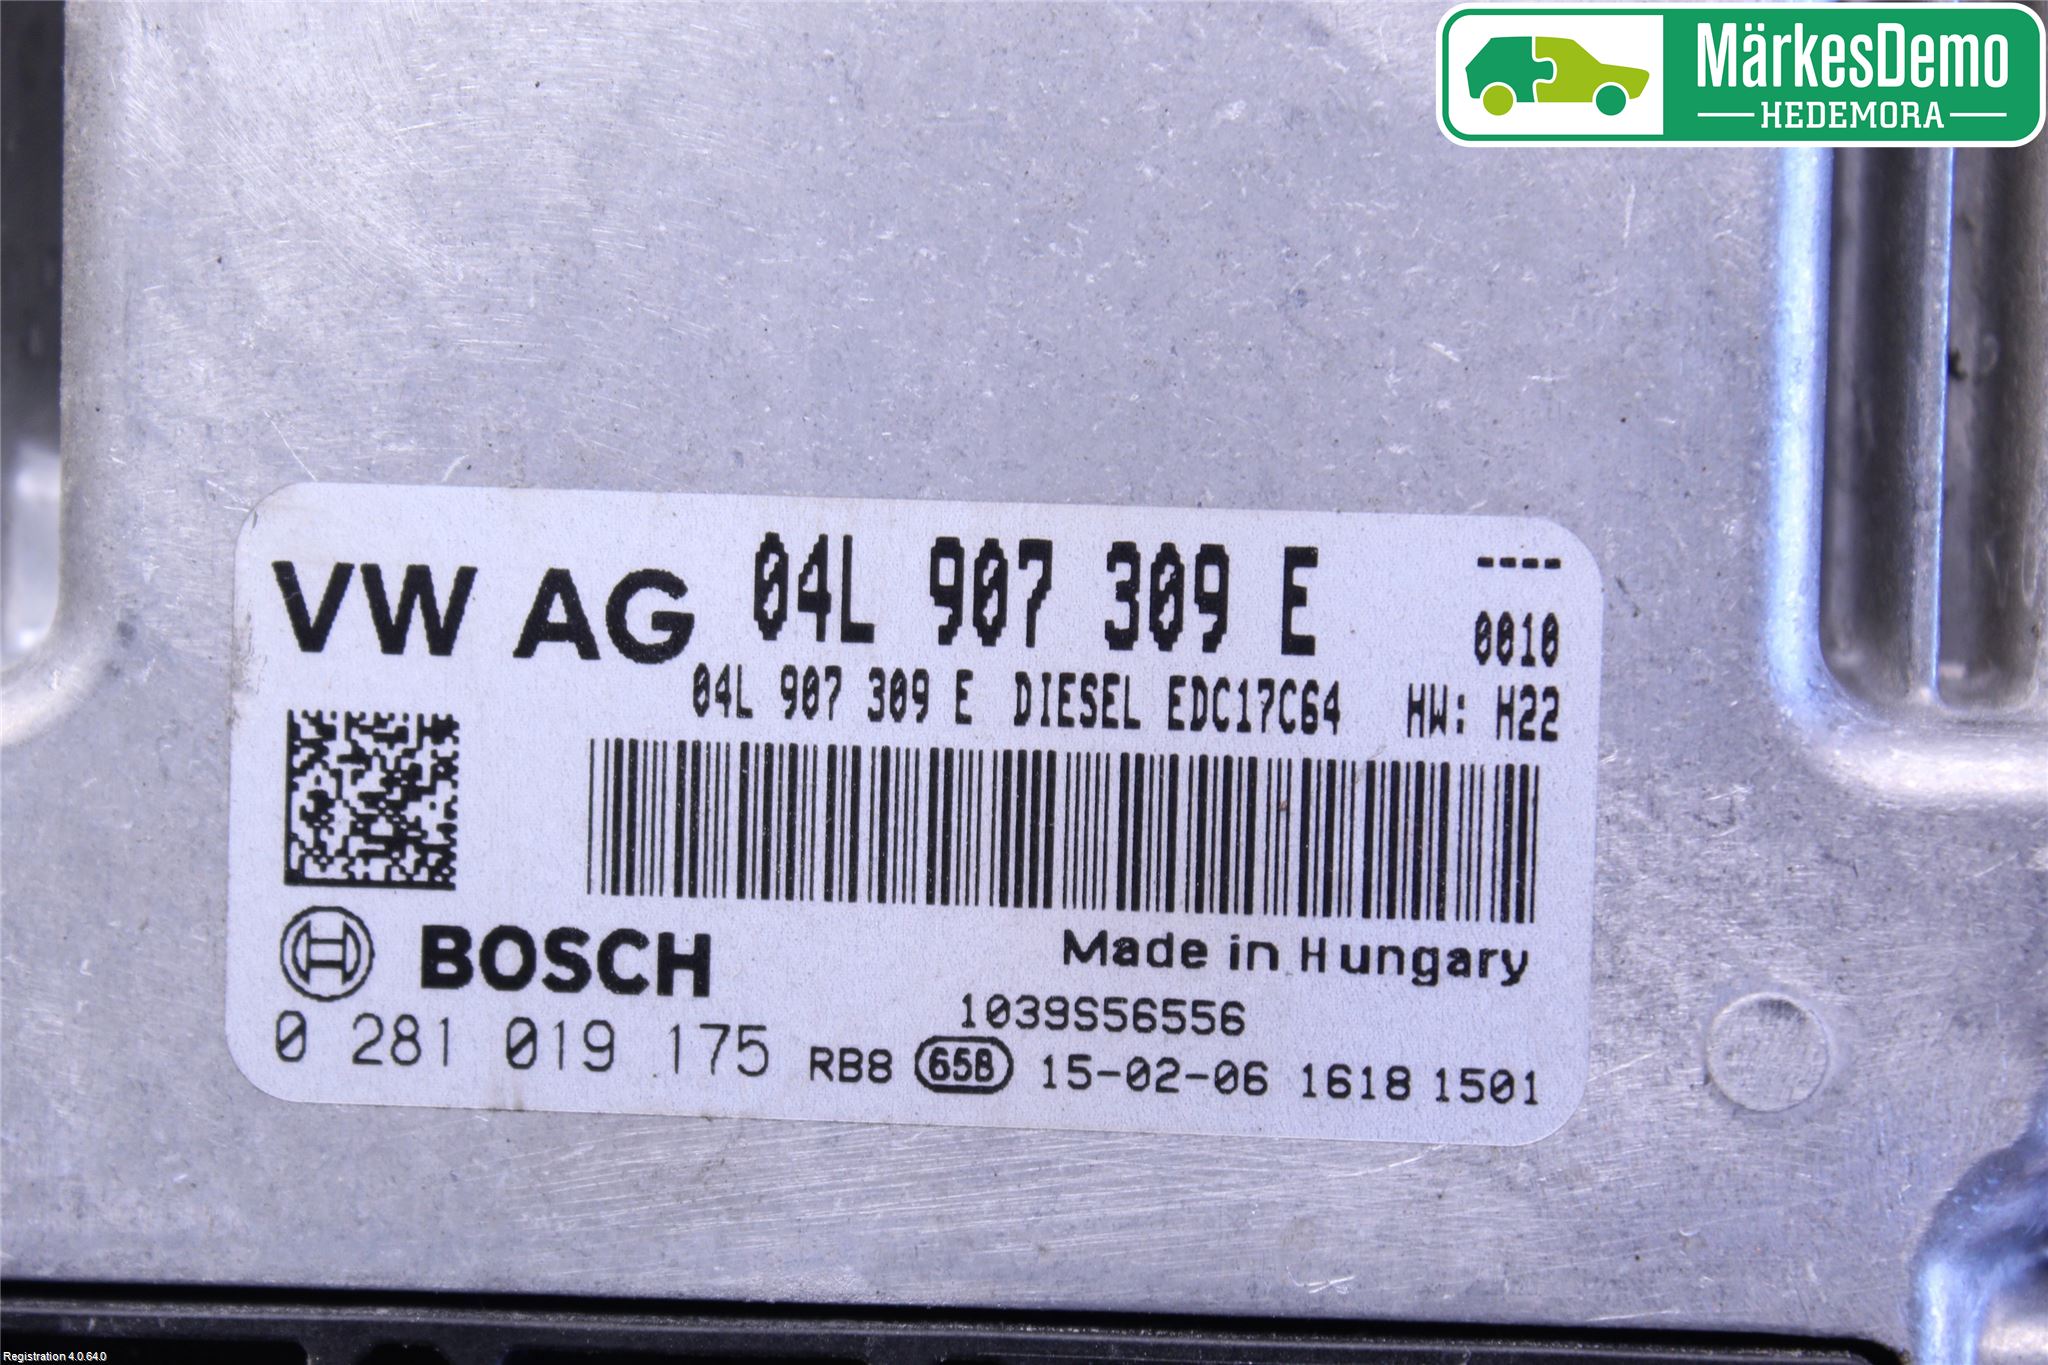 MärkesDemo
HEDEMORA
VW AG 04L 907 309 E ----
0010
04L 907 309 E DIESEL EDC17C64 HW: H22
BOSCH Made in Hungary
1039S56556
0 281 019 175 RB8 65B 15-02-06 1618 1501
Registration 4.0.64.0